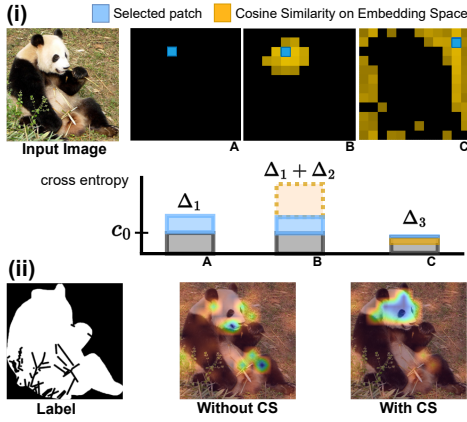 (i)
Selected patch
Cosine Similarity on Embedding Space
Input Image
A
B
C
cross entropy
Δ₁
Δ₁ + Δ₂
Δ₃
c₀
A
B
C
(ii)
Label
Without CS
With CS